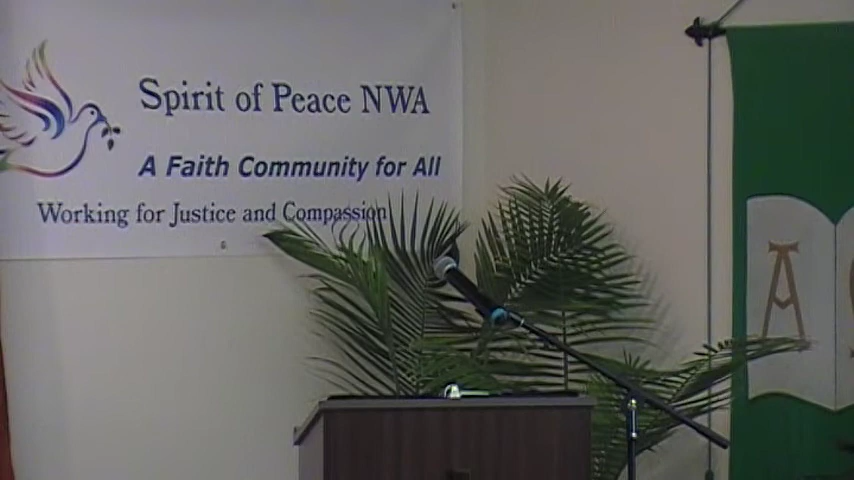 Spirit of Peace NWA
A Faith Community for All
Working for Justice and Compassion
A